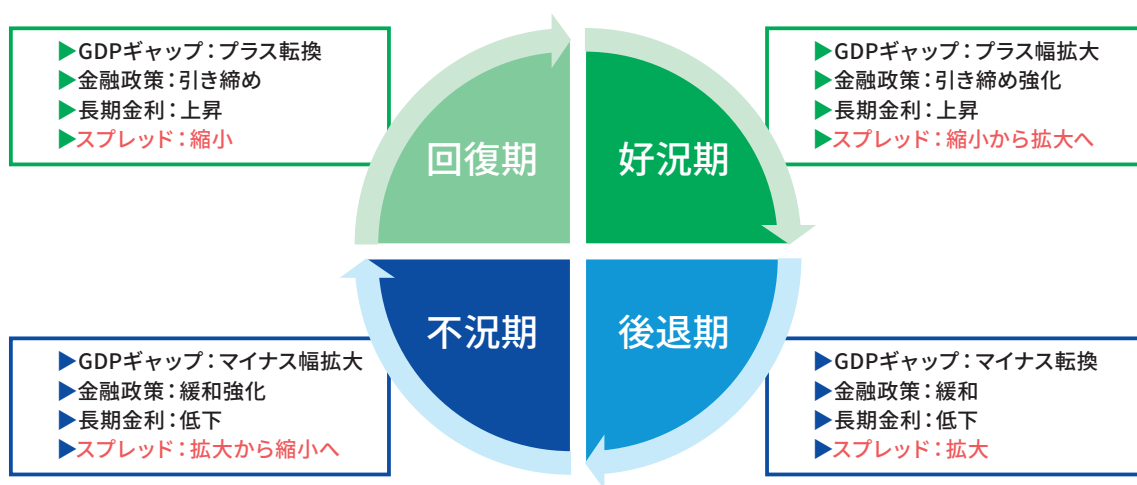 ▶GDPギャップ：プラス転換
▶金融政策：引き締め
▶長期金利：上昇
▶スプレッド：縮小
▶GDPギャップ：プラス幅拡大
▶金融政策：引き締め強化
▶長期金利：上昇
▶スプレッド：縮小から拡大へ
回復期
好況期
不況期
後退期
▶GDPギャップ：マイナス幅拡大
▶金融政策：緩和強化
▶長期金利：低下
▶スプレッド：拡大から縮小へ
▶GDPギャップ：マイナス転換
▶金融政策：緩和
▶長期金利：低下
▶スプレッド：拡大